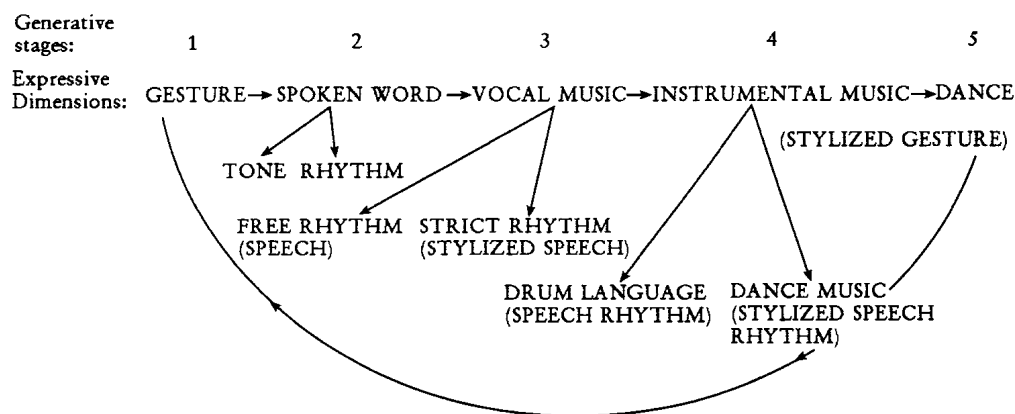 Generative
stages: 1 2 3 4 5
Expressive
Dimensions: GESTURE→SPOKEN WORD→VOCAL MUSIC→INSTRUMENTAL MUSIC→DANCE
(STYLIZED GESTURE)
TONE RHYTHM
FREE RHYTHM STRICT RHYTHM
(SPEECH) (STYLIZED SPEECH)
DRUM LANGUAGE DANCE MUSIC
(SPEECH RHYTHM) (STYLIZED SPEECH
RHYTHM)